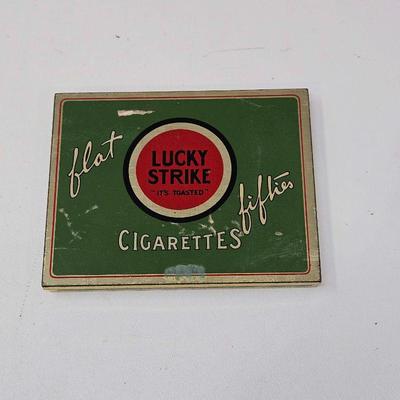 flat
LUCKY
STRIKE
"IT'S TOASTED"
fifties
CIGARETTES